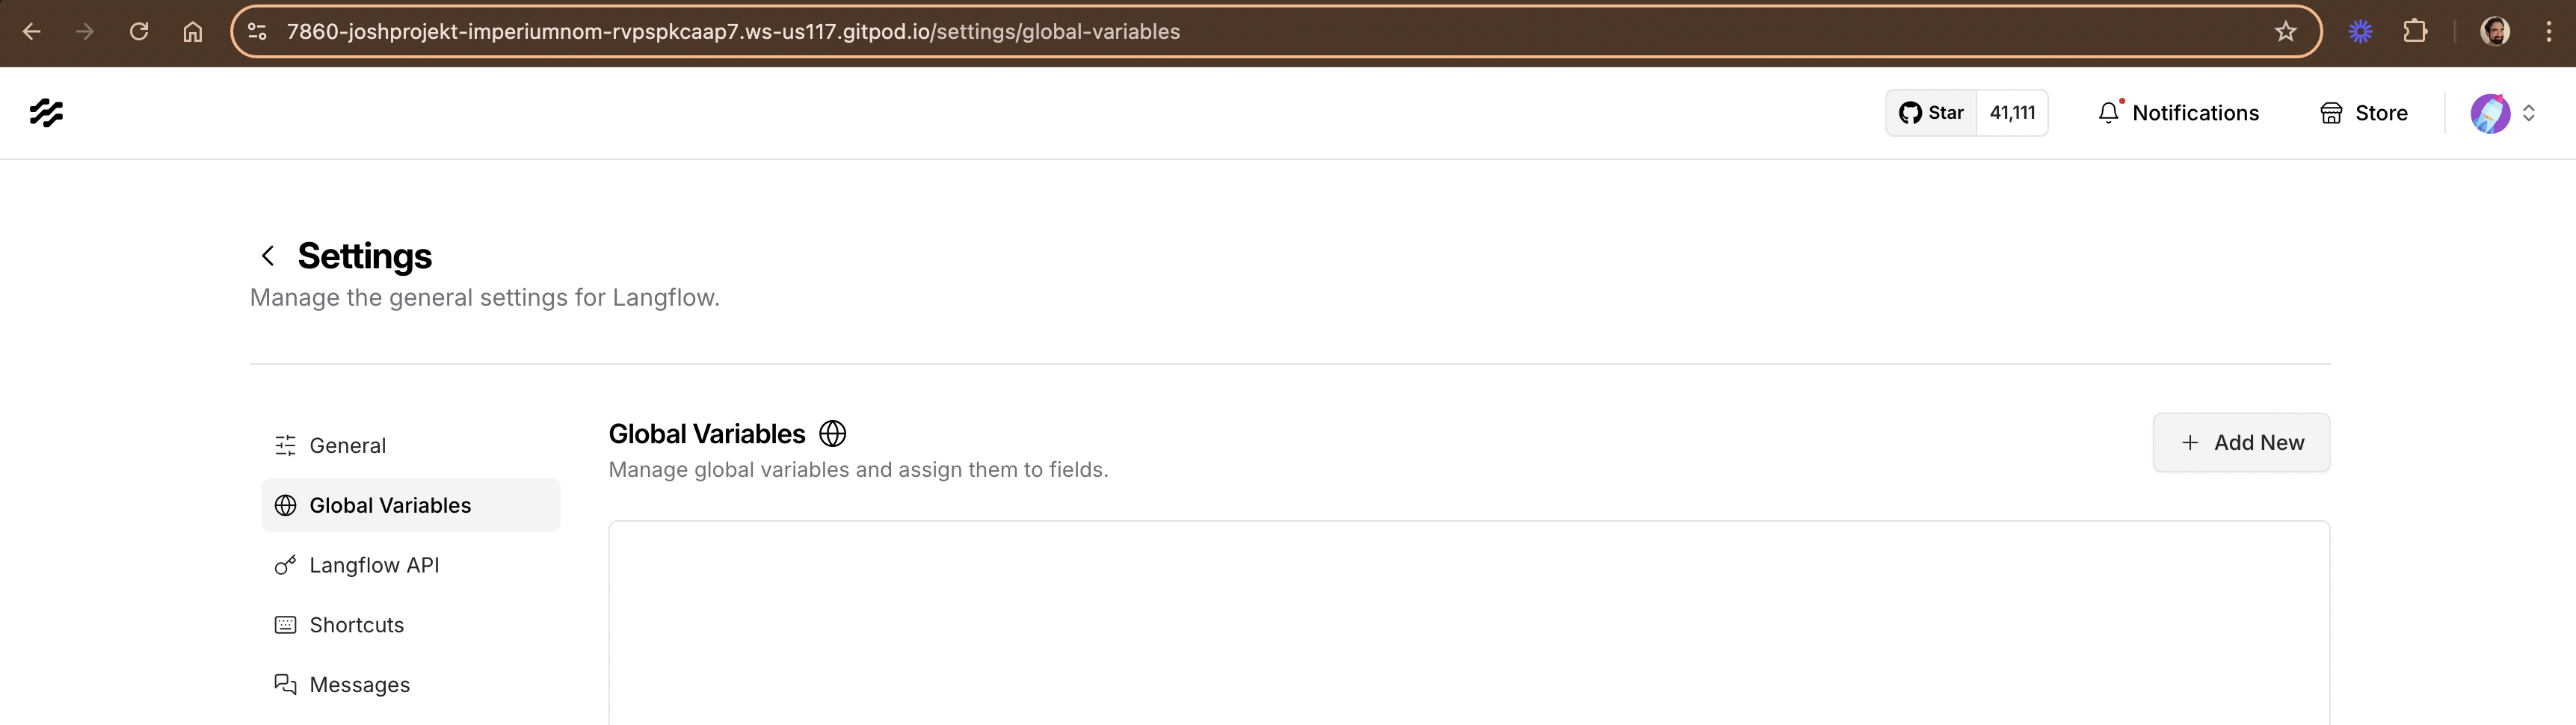 7860-joshprojekt-imperiumnom-rvpspkcaap7.ws-us117.gitpod.io/settings/global-variables
Star 41,111 Notifications Store
Settings
Manage the general settings for Langflow.
General
Global Variables
Langflow API
Shortcuts
Messages
Global Variables
Manage global variables and assign them to fields.
Add New